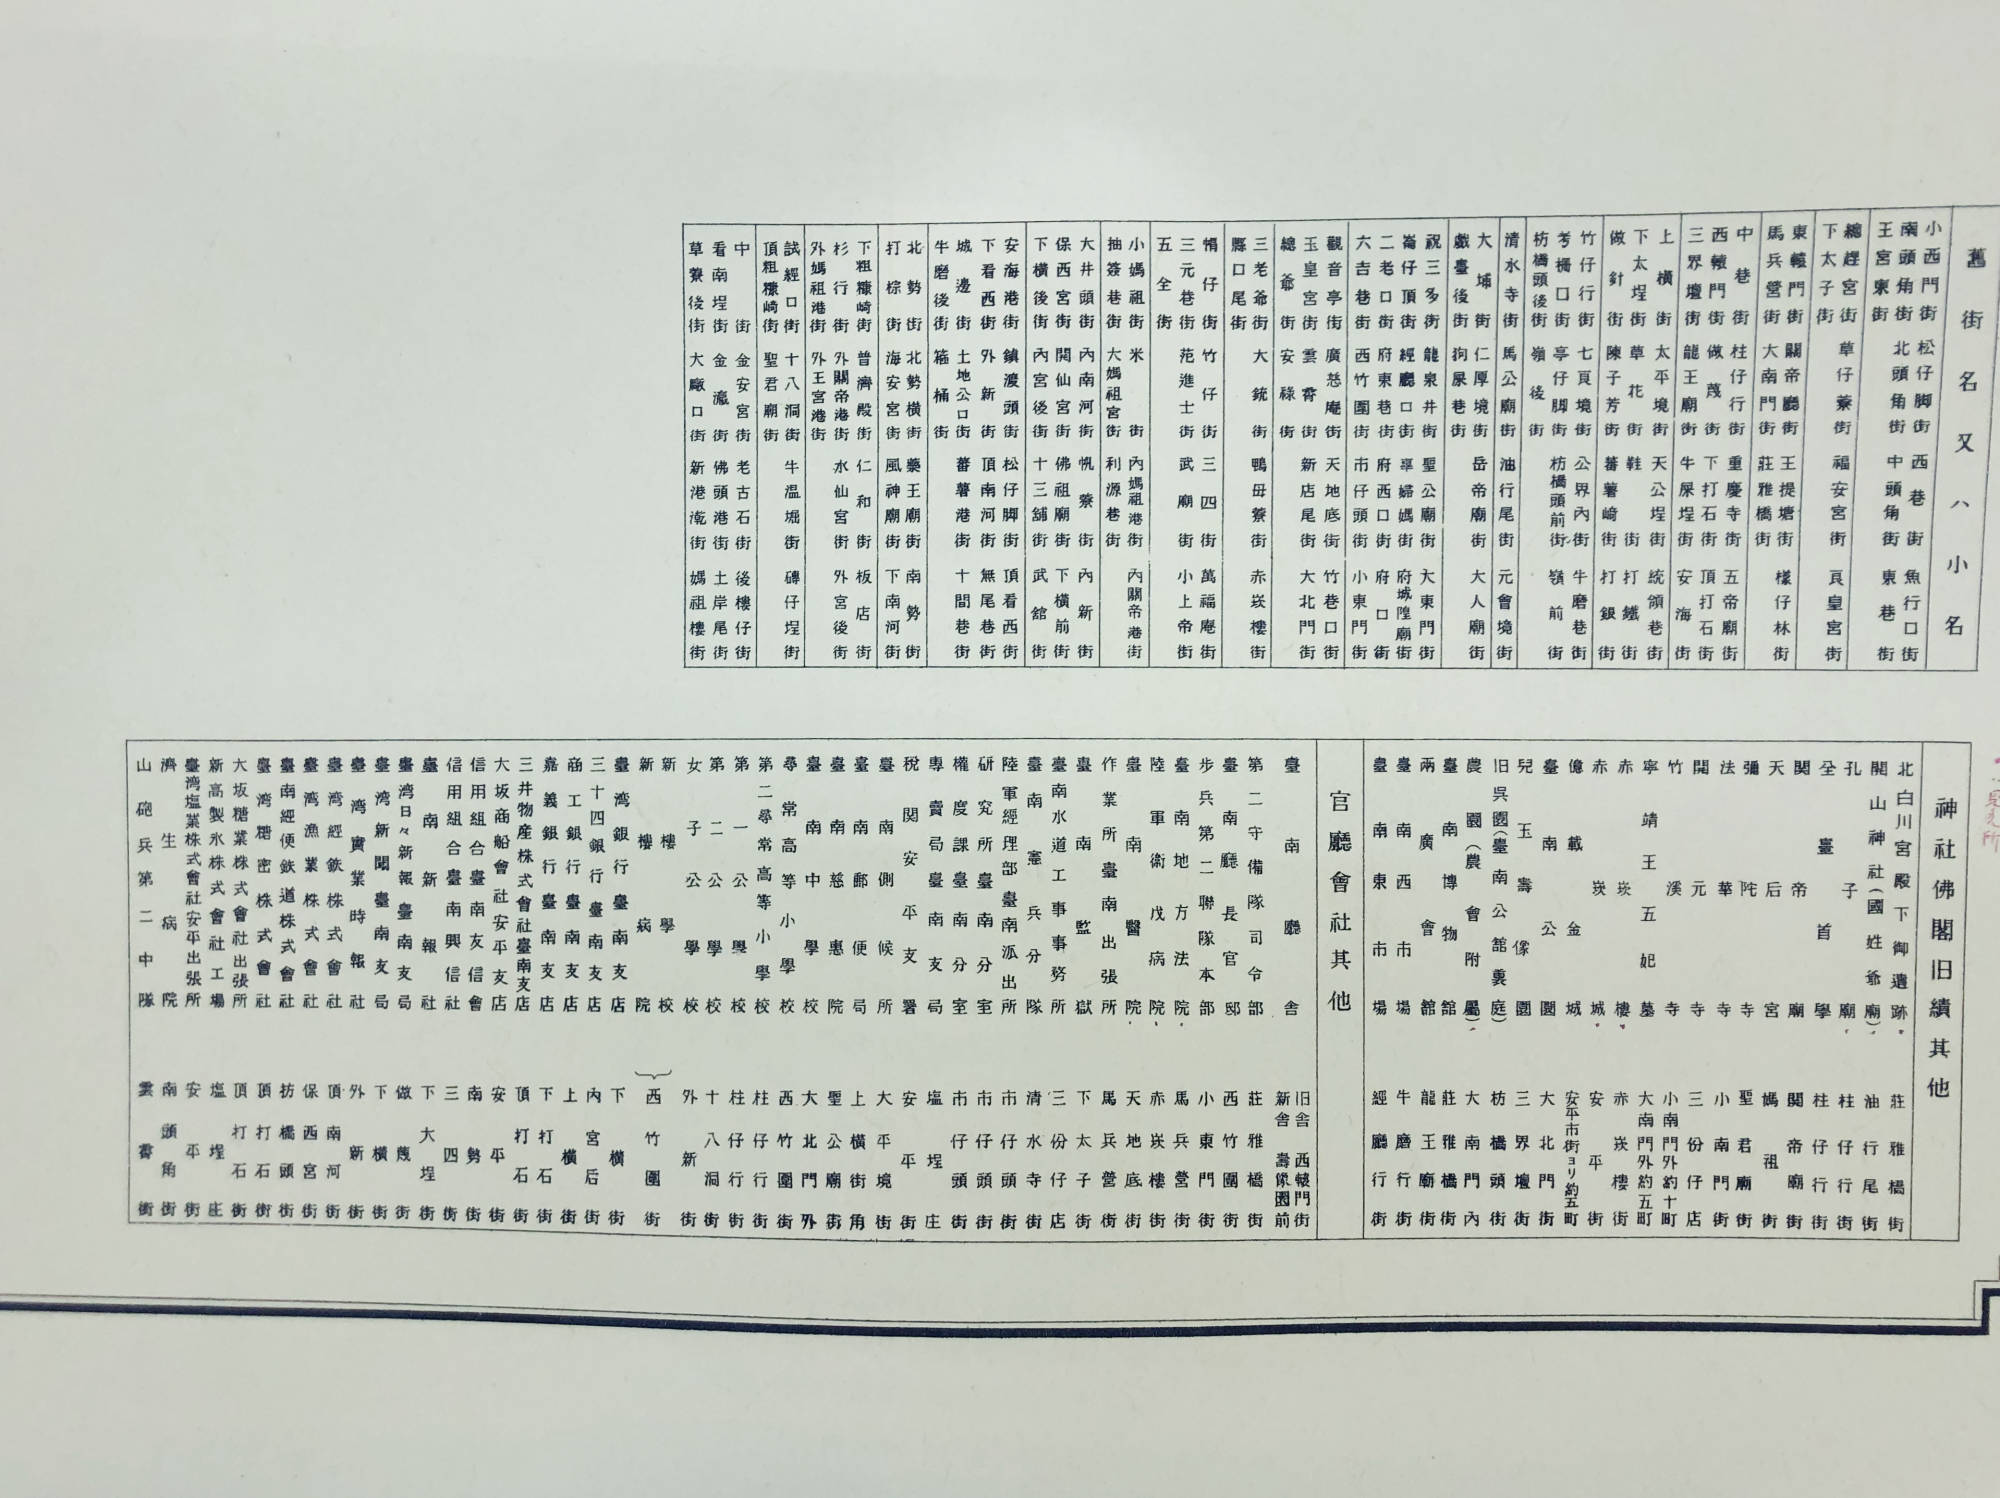 舊街名又ハ小名
小西門街 松仔脚街 西巷街 魚行口街
南頭角街 北頭角街 中頭角街 東巷街
王宮東街
總趕宮街 草仔寮街 福安宮街 良皇宮街
下太子街
東轅門街 關帝廳街 王提塘街 樣仔林街
馬兵營街 大南門街 莊雅橋街
中巷街 柱仔行街 重慶寺街 五帝廟街
西轅門街 做蔑街 下打石街 頂打石街
三界壇街 龍王廟街 牛屎埕街 安海街
上橫街 太平境街 天公埕街 統領巷街
下太埕街 草花街 鞋街 打鐵街
做針街 陳子芳街 蕃薯崎街 打銀街
竹仔行街 七頁境街 公界內街 牛磨巷街
考橋口街 亭仔脚街 枋橋頭前街 嶺前街
枋橋頭後街 嶺後街
清水寺街 馬公廟街 油行尾街 元會境街
大埔街 仁厚境街 岳帝廟街 大人廟街
戲臺後街 狗屎巷街
祝三多街 龍泉井街 聖公廟街 大東門街
崙仔頂街 經廳口街 辜婦媽街 府城隍廟街
二老口街 府東巷街 府西口街 府口街
六吉巷街 西竹圍街 市仔頭街 小東門街
觀音亭街 廣慈庵街 天地底街 竹巷口街
玉皇宮街 雲霄街 新店尾街 大北門街
總爺街 安祿街
三老爺街 大銃街 鴨母寮街 赤崁樓街
縣口尾街
帽仔街 竹仔街 三四街 萬福庵街
三元巷街 范進士街 武廟街 小上帝街
五全街
小媽祖街 米街 內媽祖港街 內關帝港街
抽簽巷街 大媽祖宮街 利源巷街
大井頭街 內南河街 帆寮街 內新街
保西宮街 關仙宮街 佛祖廟街 下橫前街
下橫後街 內宮後街 十三舖街 武舘街
安海港街 鎮渡頭街 松仔脚街 頂看西街
下看西街 外新街 頂南河街 無尾巷街
城邊街 土地公口街 蕃薯港街 十間巷街
牛磨後街 箍桶街
北勢街 北勢橫街 藥王廟街 南勢街
打棕街 海安宮街 風神廟街 下南河街
下粗糠崎街 普濟殿街 仁和街 板店街
杉行街 外關帝港街 水仙宮街 外宮後街
外媽祖港街 外王宮港街
試經口街 十八洞街 牛温堀街 磚仔埕街
頂粗糠崎街 聖君廟街
中街 金安宮街 老古石街 後樓仔街
看南埕街 金瀛街 佛頭港街 土岸尾街
草寮後街 大廠口街 新港漧街 媽祖樓街
神社佛閣旧績其他
北白川宮殿下御遺跡 莊雅橋街
開山神社(國姓爺廟) 油行尾街
孔子廟 柱仔行街
全臺首學 柱仔行街
関帝廟 関帝廟街
天后宮 媽祖街
彌陀寺 聖君廟街
法華寺 小南門街
開元寺 三份仔店
竹溪寺 小南門外約十町
寧靖王五妃墓 大南門外約五町
赤崁樓 赤崁樓街
赤崁城 安平街
億載金城 安平市街ヨリ約五町
臺南公園 大北門街
兒玉壽像園 三界壇街
旧吳園(臺南公舘裏庭) 枋橋頭街
農園(農會附屬) 大南門內
臺南博物舘 莊雅橋街
兩廣會舘 龍王廟街
臺南西市場 牛磨行街
臺南東市場 經廳行街
官廳會社其他
臺南廳舍 旧舍 西轅門街
新舍 壽像園前
第二守備隊司令部 莊雅橋街
臺南廳長官邸 西竹圍街
步兵第二聯隊本部 小東門街
臺南地方法院 馬兵營街
陸軍衛戍病院 赤崁樓街
臺南醫院 天地底街
作業所臺南出張所 馬兵營街
臺南監獄 下太子街
臺南水道工事事務所 三份仔店
臺南憲兵分隊 清水寺街
陸軍經理部臺南派出所 市仔頭街
研究所臺南分室 市仔頭街
權度課臺南分室 市仔頭街
專賣局臺南支局 塩埕庄
稅関安平支署 安平街
臺南側候所 大平境街
臺南郵便局 上橫街角
臺南慈惠院 聖公廟街
臺南中學校 大北門外
尋常高等小學校 西竹圍街
第二尋常高等小學校 柱仔行街
第一公學校 柱仔行街
第二公學校 十八洞街
女子公學校 外新街
新樓學校 西竹圍街
新樓病院
臺湾銀行臺南支店 下橫街
三十四銀行臺南支店 內宮后街
商工銀行臺南支店 上橫街
嘉義銀行臺南支店 下打石街
三井物産株式會社臺南支店 頂打石街
大坂商船會社安平支店 安平街
信用組合臺南友信會 南勢街
信用組合臺南興信社 三四街
臺南新報社 下大埕街
臺湾日々新報臺南支局 做蔑街
臺湾新聞臺南支局 下橫街
臺湾實業時報社 外新街
臺湾經鉄株式會社 頂南河街
臺湾漁業株式會社 保西宮街
臺南經便鉄道株式會社 枋橋頭街
臺湾糖密株式會社 頂打石街
大坂糖業株式會社出張所 頂打石街
新高製氷株式會社工場 塩埕庄
臺湾塩業株式會社安平出張所 安平街
濟生病院 南頭角街
山砲兵第二中隊 雲霄街